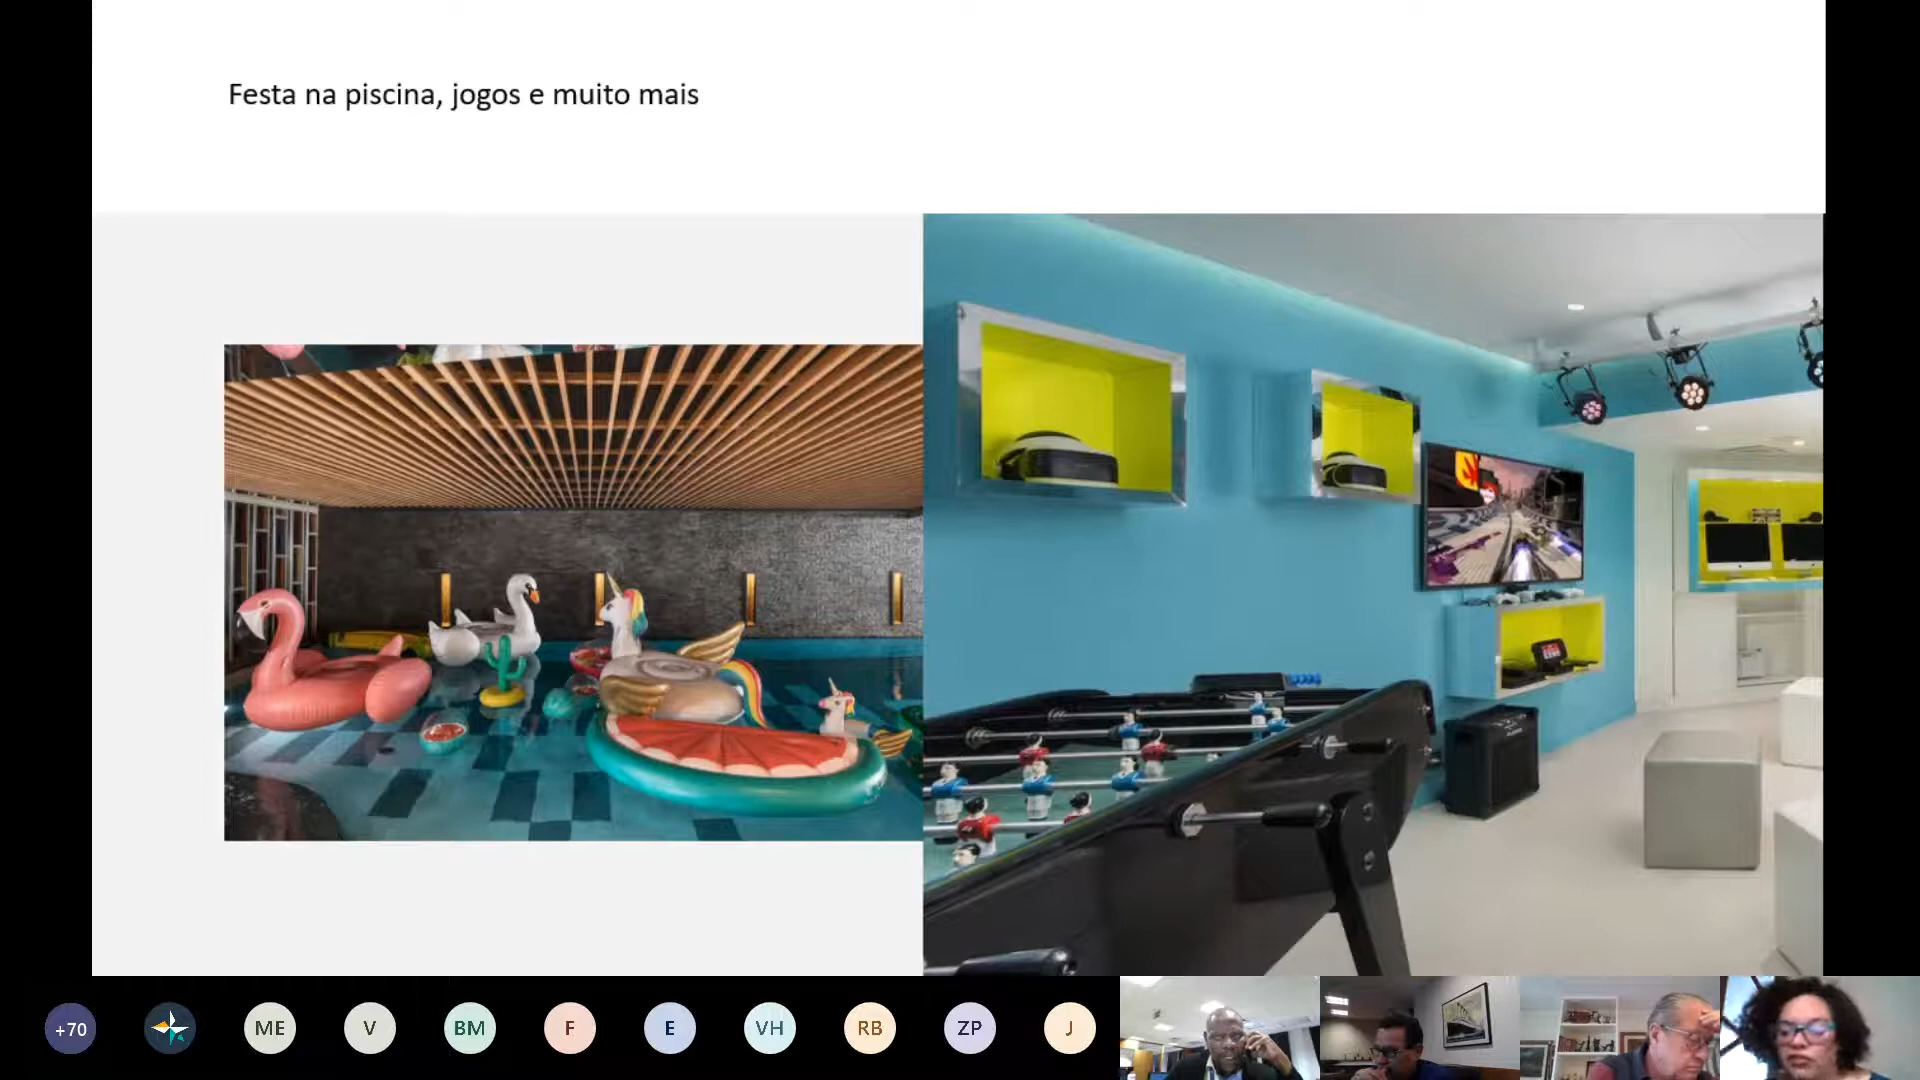 Festa na piscina, jogos e muito mais
+70
ME
V
BM
F
E
VH
RB
ZP
J